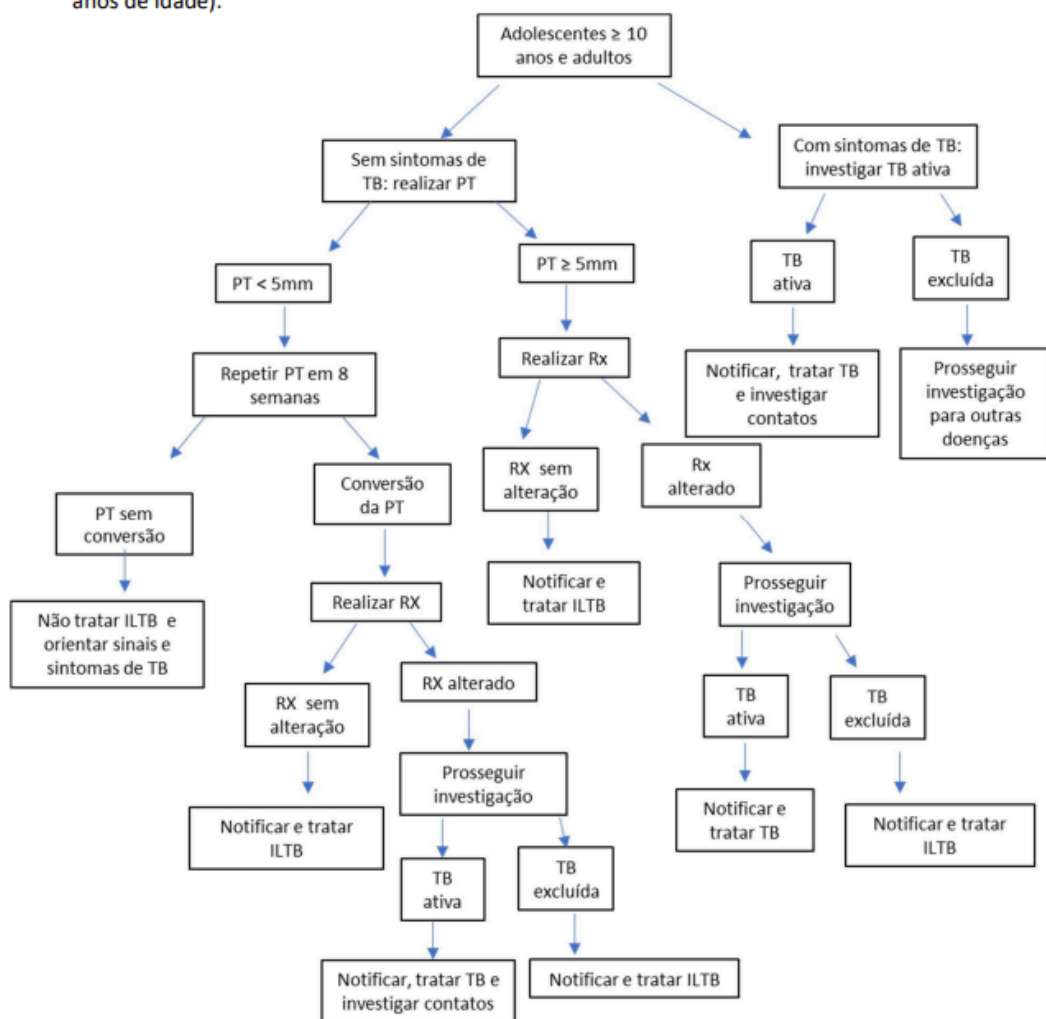 anos de idade).
Adolescentes ≥ 10
anos e adultos
Sem sintomas de
TB: realizar PT
Com sintomas de TB:
investigar TB ativa
PT < 5mm
PT ≥ 5mm
TB
ativa
TB
excluída
Repetir PT em 8
semanas
Realizar Rx
Notificar, tratar TB
e investigar
contatos
Prosseguir
investigação
para outras
doenças
PT sem
conversão
Conversão
da PT
RX sem
alteração
Rx
alterado
Não tratar ILTB e
orientar sinais e
sintomas de TB
Realizar RX
Notificar e
tratar ILTB
Prosseguir
investigação
RX sem
alteração
RX alterado
TB
ativa
TB
excluída
Notificar e tratar
ILTB
Prosseguir
investigação
Notificar e
tratar TB
Notificar e tratar
ILTB
TB
ativa
TB
excluída
Notificar, tratar TB e
investigar contatos
Notificar e tratar ILTB